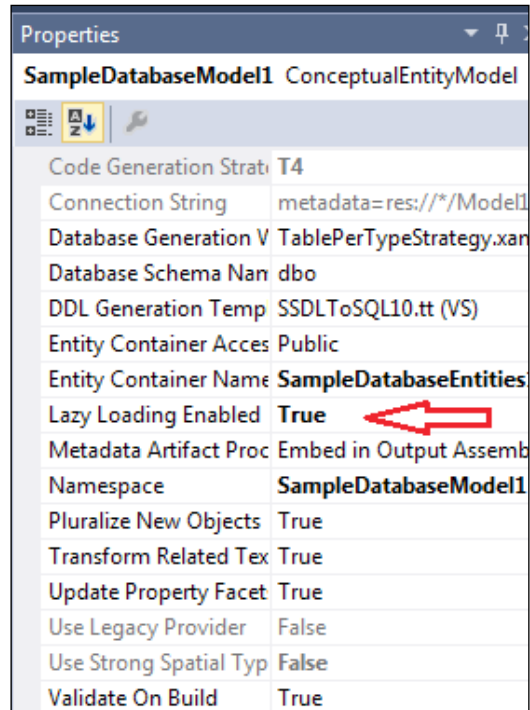 Properties
SampleDatabaseModel1 ConceptualEntityModel
Code Generation Strat T4
Connection String metadata=res://*/Model1
Database Generation V TablePerTypeStrategy.xam
Database Schema Nam dbo
DDL Generation Temp SSDLToSQL10.tt (VS)
Entity Container Acces Public
Entity Container Name SampleDatabaseEntities1
Lazy Loading Enabled True
Metadata Artifact Proc Embed in Output Assemb
Namespace SampleDatabaseModel1
Pluralize New Objects True
Transform Related Tex True
Update Property Facet True
Use Legacy Provider False
Use Strong Spatial Typ False
Validate On Build True